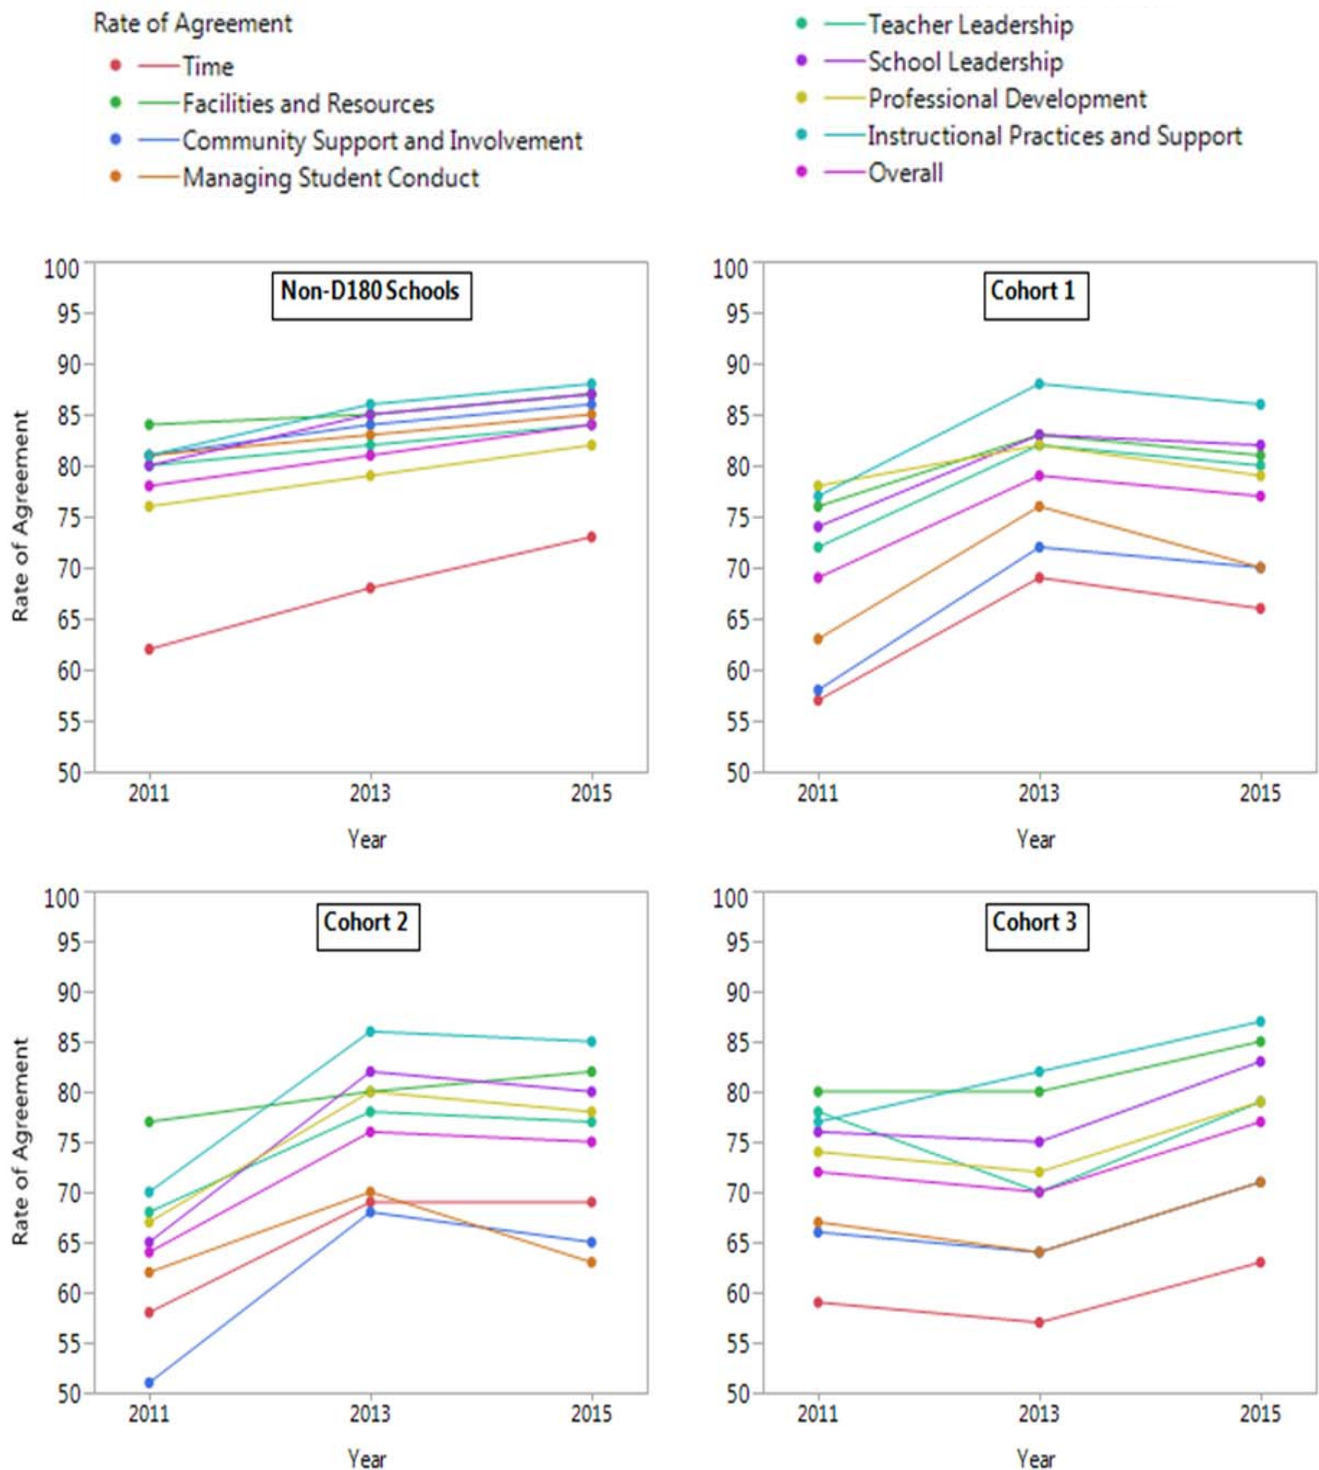 Rate of Agreement
Time
Facilities and Resources
Community Support and Involvement
Managing Student Conduct
Teacher Leadership
School Leadership
Professional Development
Instructional Practices and Support
Overall
Non-D180 Schools
100
95
90
85
80
75
70
65
60
55
50
Rate of Agreement
2011 2013 2015
Year
Cohort 1
100
95
90
85
80
75
70
65
60
55
50
2011 2013 2015
Year
Cohort 2
100
95
90
85
80
75
70
65
60
55
50
Rate of Agreement
2011 2013 2015
Year
Cohort 3
100
95
90
85
80
75
70
65
60
55
50
2011 2013 2015
Year